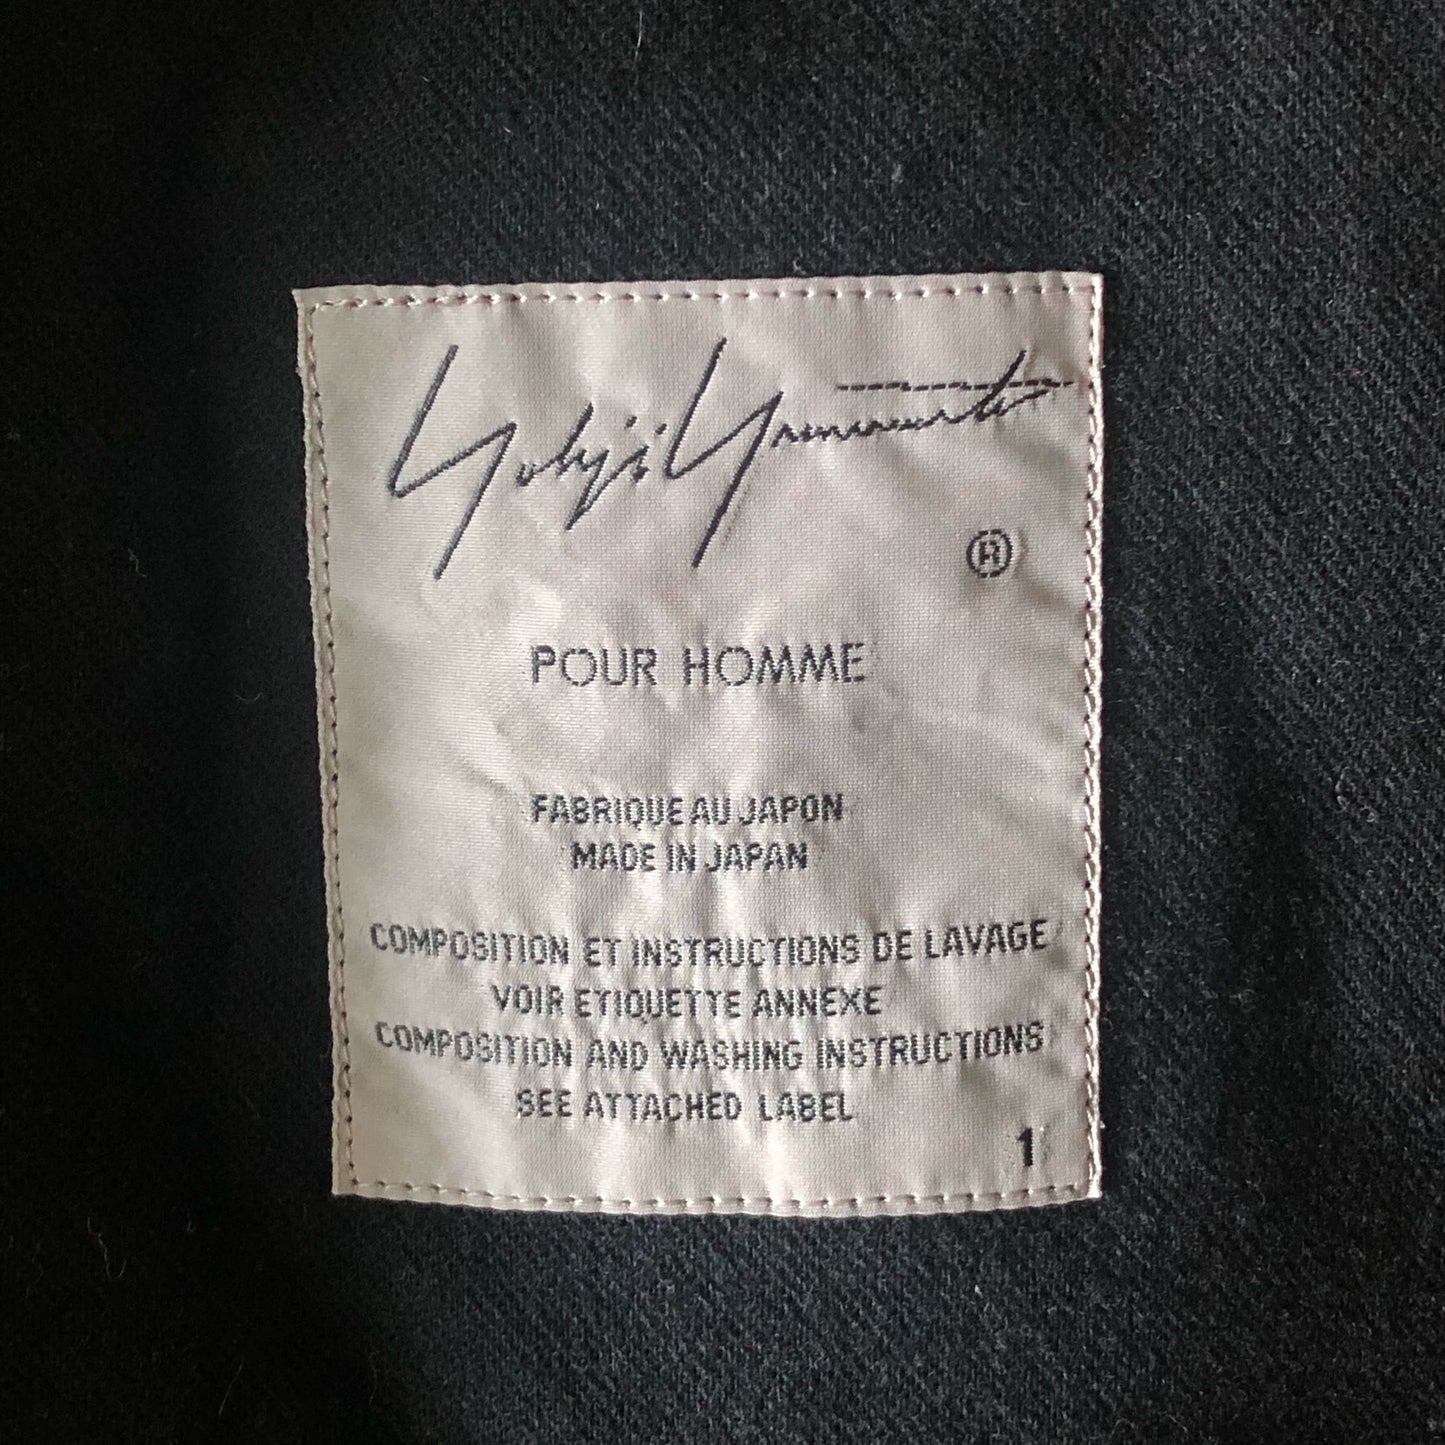 Yohji Yamamoto
®
POUR HOMME
FABRIQUE AU JAPON
MADE IN JAPAN
COMPOSITION ET INSTRUCTIONS DE LAVAGE
VOIR ETIQUETTE ANNEXE
COMPOSITION AND WASHING INSTRUCTIONS
SEE ATTACHED LABEL
1